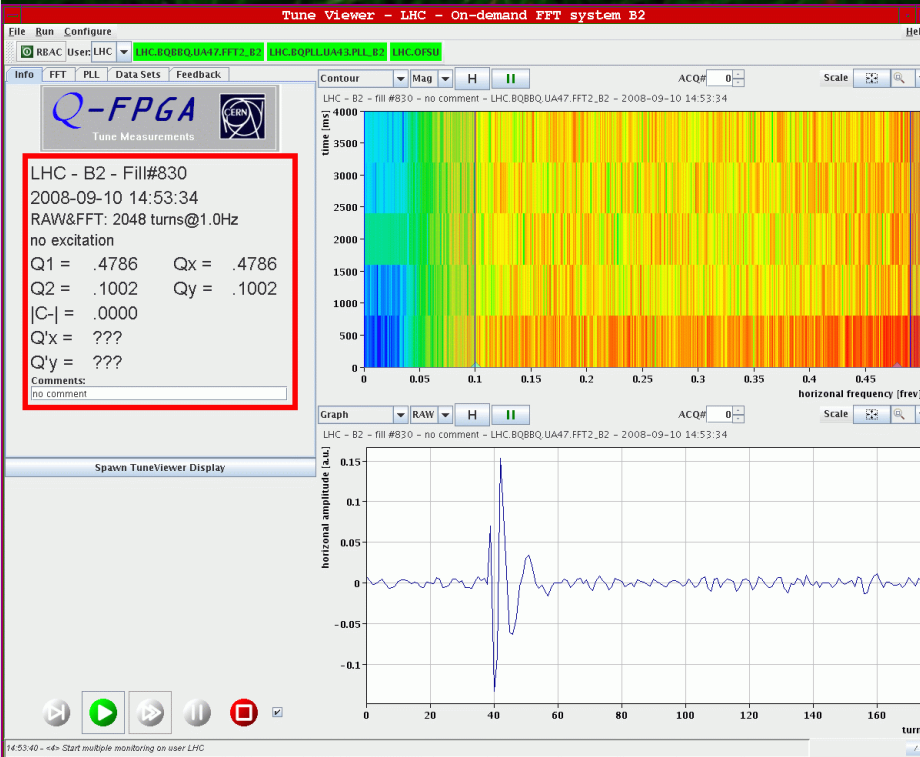 Tune Viewer - LHC - On-demand FFT system B2
File Run Configure
RBAC User: LHC LHC.BQBBQ.UA47.FFT2_B2 LHC.BQPLL.UA43.PLL_B2 LHC.OFSU
Info FFT PLL Data Sets Feedback
Q-FPGA
Tune Measurements
CERN
LHC - B2 - Fill#830
2008-09-10 14:53:34
RAW&FFT: 2048 turns@1.0Hz
no excitation
Q1 = .4786 Qx = .4786
Q2 = .1002 Qy = .1002
|C-| = .0000
Q'x = ???
Q'y = ???
Comments:
no comment
Spawn TuneViewer Display
Contour Mag H ACQ# 0 Scale
LHC - B2 - fill #830 - no comment - LHC.BQBBQ.UA47.FFT2_B2 - 2008-09-10 14:53:34
time [ms]
4000
3500
3000
2500
2000
1500
1000
500
0
0 0.05 0.1 0.15 0.2 0.25 0.3 0.35 0.4 0.45
horizonal frequency [frev]
Graph RAW H ACQ# 0 Scale
LHC - B2 - fill #830 - no comment - LHC.BQBBQ.UA47.FFT2_B2 - 2008-09-10 14:53:34
horizonal amplitude [a.u.]
0.15
0.1
0.05
0
-0.05
-0.1
0 20 40 60 80 100 120 140 160
turn
14:53:40 - <4> Start multiple monitoring on user LHC